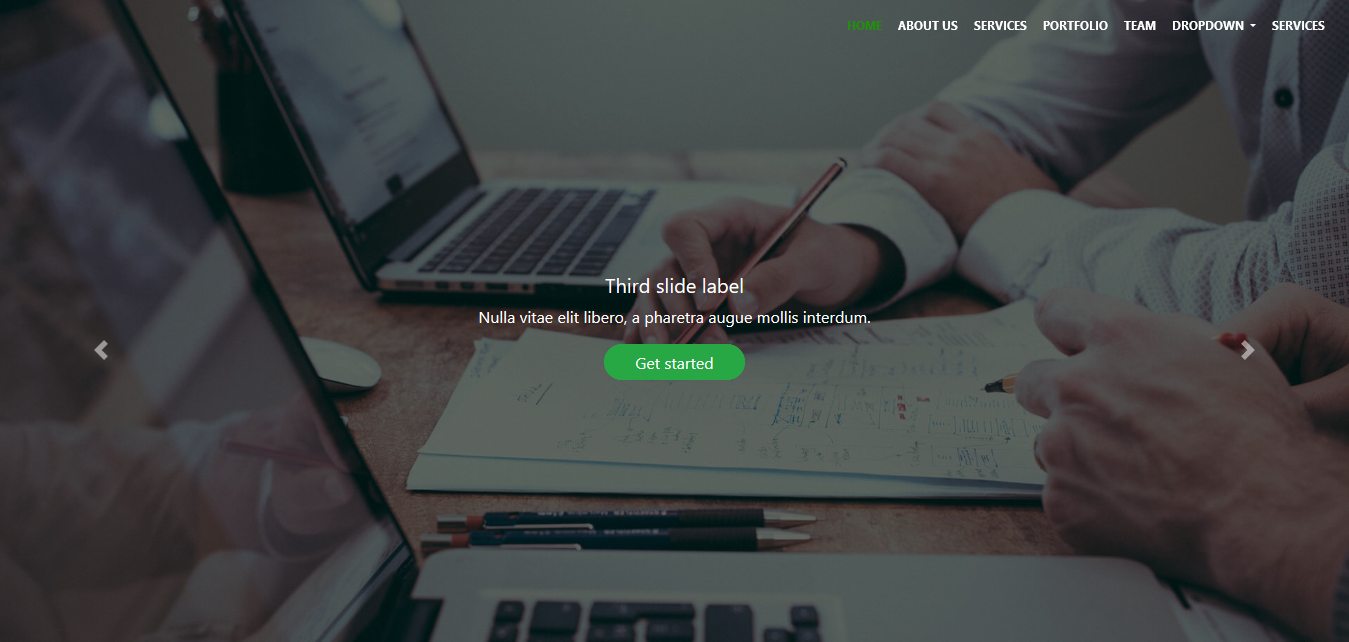 HOME ABOUT US SERVICES PORTFOLIO TEAM DROPDOWN SERVICES
Third slide label
Nulla vitae elit libero, a pharetra augue mollis interdum.
Get started